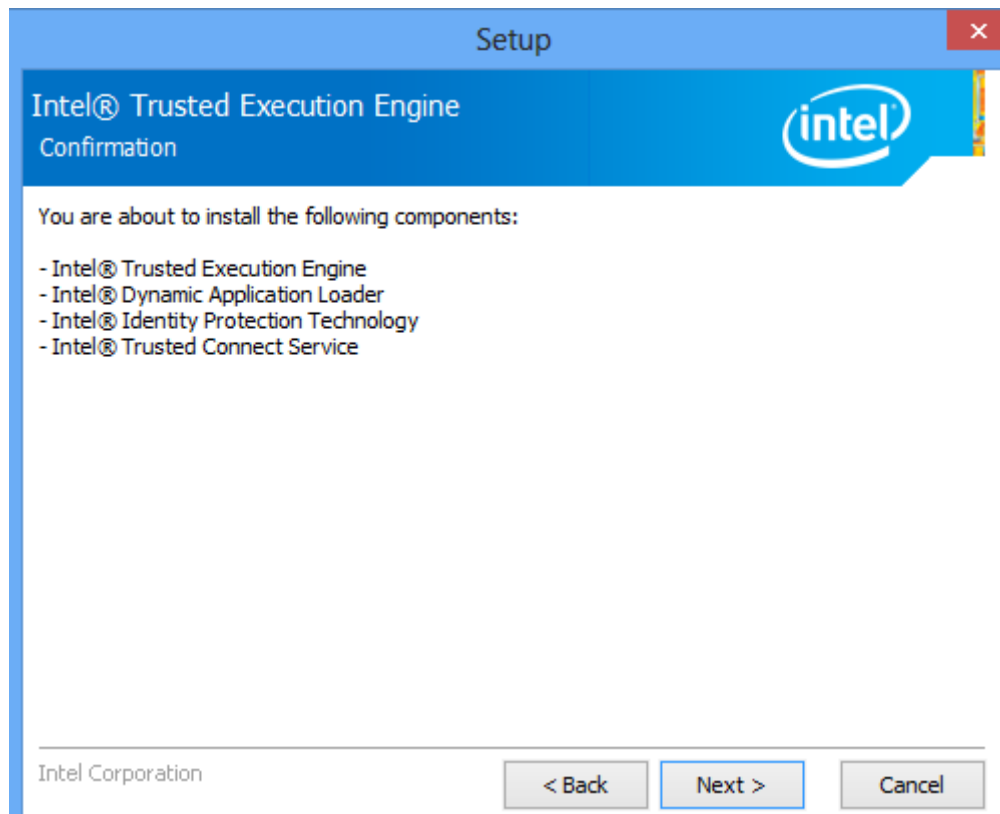 Setup
Intel® Trusted Execution Engine
Confirmation
intel
You are about to install the following components:
- Intel® Trusted Execution Engine
- Intel® Dynamic Application Loader
- Intel® Identity Protection Technology
- Intel® Trusted Connect Service
Intel Corporation
< Back
Next >
Cancel